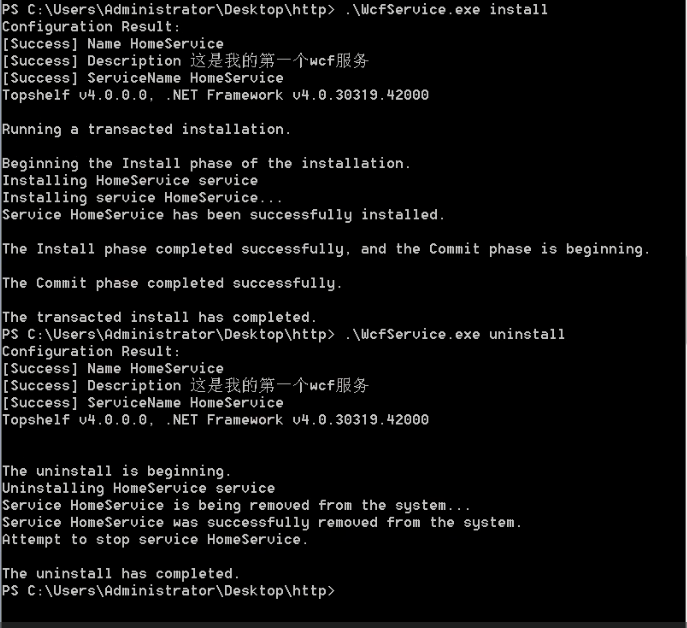 PS C:\Users\Administrator\Desktop\http> .\WcfService.exe install
Configuration Result:
[Success] Name HomeService
[Success] Description 这是我的第一个wcf服务
[Success] ServiceName HomeService
Topshelf v4.0.0.0, .NET Framework v4.0.30319.42000
Running a transacted installation.
Beginning the Install phase of the installation.
Installing HomeService service
Installing service HomeService...
Service HomeService has been successfully installed.
The Install phase completed successfully, and the Commit phase is beginning.
The Commit phase completed successfully.
The transacted install has completed.
PS C:\Users\Administrator\Desktop\http> .\WcfService.exe uninstall
Configuration Result:
[Success] Name HomeService
[Success] Description 这是我的第一个wcf服务
[Success] ServiceName HomeService
Topshelf v4.0.0.0, .NET Framework v4.0.30319.42000
The uninstall is beginning.
Uninstalling HomeService service
Service HomeService is being removed from the system...
Service HomeService was successfully removed from the system.
Attempt to stop service HomeService.
The uninstall has completed.
PS C:\Users\Administrator\Desktop\http>